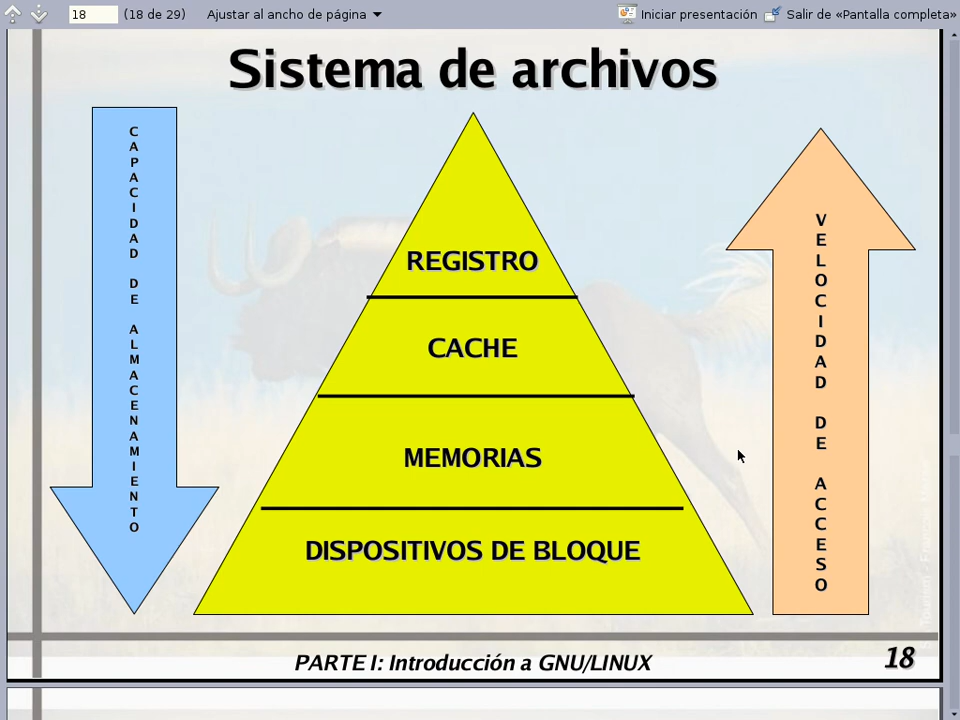 18 (18 de 29) Ajustar al ancho de página Iniciar presentación Salir de «Pantalla completa»
Sistema de archivos
CAPACIDAD DE ALMACENAMIENTO
REGISTRO
CACHE
MEMORIAS
DISPOSITIVOS DE BLOQUE
VELOCIDAD DE ACCESO
PARTE I: Introducción a GNU/LINUX
18